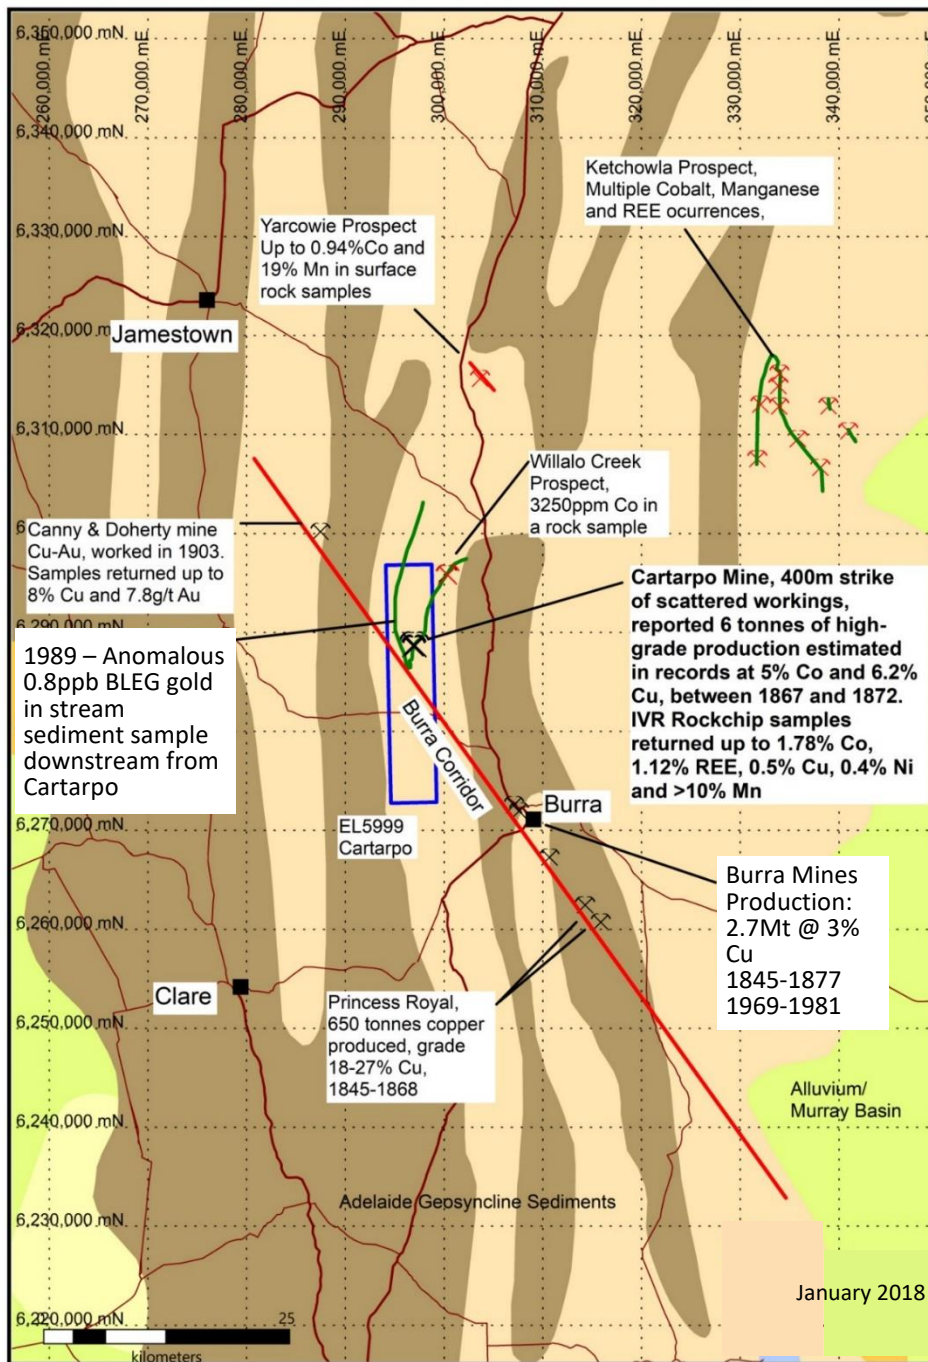 6,350,000 mN
260,000 mE
270,000 mE
280,000 mE
290,000 mE
300,000 mE
310,000 mE
320,000 mE
330,000 mE
340,000 mE
6,340,000 mN
Ketchowla Prospect,
Multiple Cobalt, Manganese
and REE ocurrences,
6,330,000 mN
Yarcowie Prospect
Up to 0.94%Co and
19% Mn in surface
rock samples
6,320,000 mN
Jamestown
6,310,000 mN
Willalo Creek
Prospect,
3250ppm Co in
a rock sample
Canny & Doherty mine
Cu-Au, worked in 1903.
Samples returned up to
8% Cu and 7.8g/t Au
Cartarpo Mine, 400m strike
of scattered workings,
reported 6 tonnes of high-
grade production estimated
in records at 5% Co and 6.2%
Cu, between 1867 and 1872.
IVR Rockchip samples
returned up to 1.78% Co,
1.12% REE, 0.5% Cu, 0.4% Ni
and >10% Mn
6,290,000 mN
1989 – Anomalous
0.8ppb BLEG gold
in stream
sediment sample
downstream from
Cartarpo
Burra Corridor
Burra
EL5999
Cartarpo
6,270,000 mN
Burra Mines
Production:
2.7Mt @ 3%
Cu
1845-1877
1969-1981
6,260,000 mN
Clare
Princess Royal,
650 tonnes copper
produced, grade
18-27% Cu,
1845-1868
6,250,000 mN
Alluvium/
Murray Basin
6,240,000 mN
Adelaide Geosyncline Sediments
6,230,000 mN
January 2018
6,220,000 mN
25
kilometers